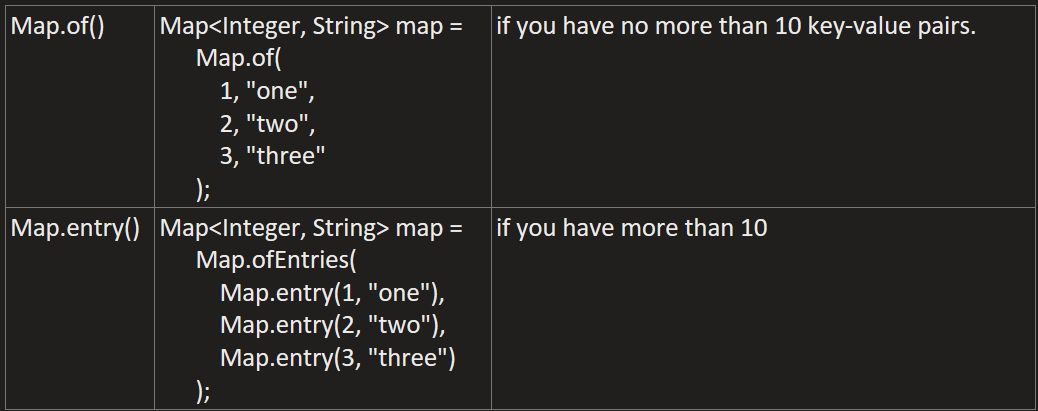 Map.of()
Map<Integer, String> map =
Map.of(
1, "one",
2, "two",
3, "three"
);
if you have no more than 10 key-value pairs.
Map.entry()
Map<Integer, String> map =
Map.ofEntries(
Map.entry(1, "one"),
Map.entry(2, "two"),
Map.entry(3, "three")
);
if you have more than 10